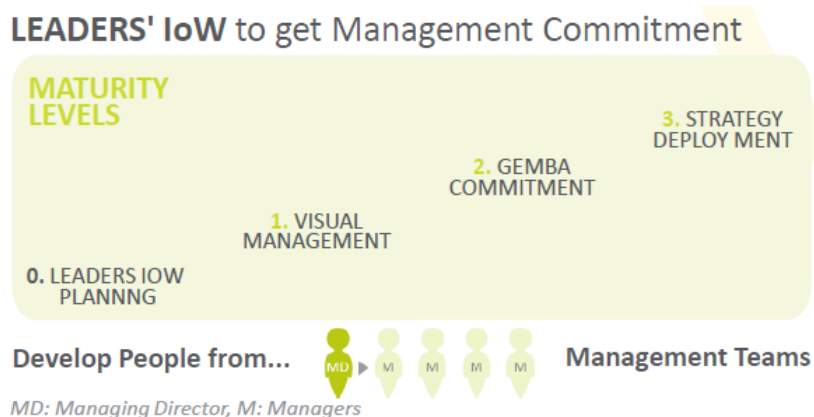 LEADERS' IoW to get Management Commitment
MATURITY
LEVELS
3. STRATEGY
DEPLOY MENT
2. GEMBA
COMMITMENT
1. VISUAL
MANAGEMENT
0. LEADERS IOW
PLANNNG
Develop People from...
MD M M M M
Management Teams
MD: Managing Director, M: Managers